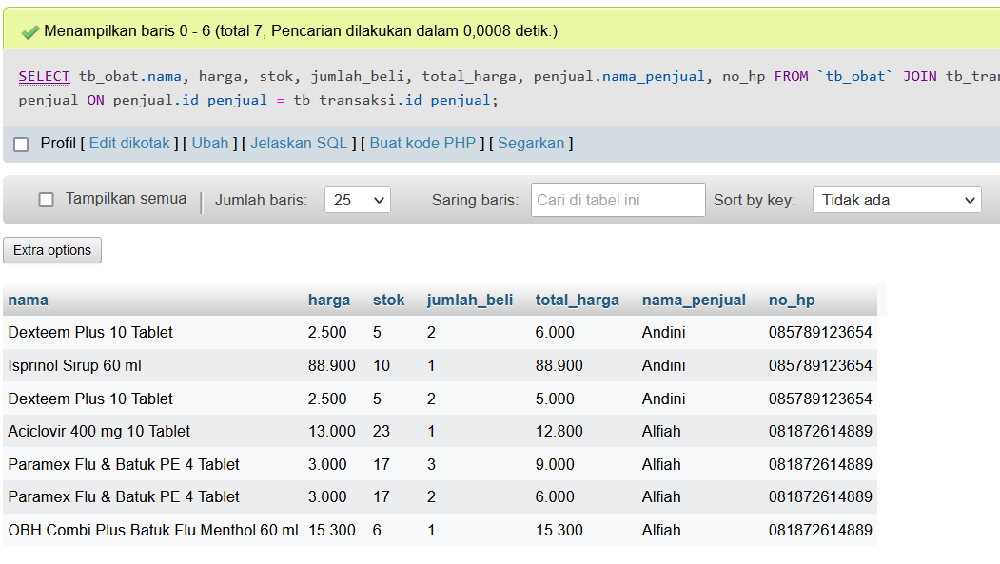 Menampilkan baris 0 - 6 (total 7, Pencarian dilakukan dalam 0,0008 detik.)
SELECT tb_obat.nama, harga, stok, jumlah_beli, total_harga, penjual.nama_penjual, no_hp FROM `tb_obat` JOIN tb_tran
penjual ON penjual.id_penjual = tb_transaksi.id_penjual;
Profil [ Edit dikotak ] [ Ubah ] [ Jelaskan SQL ] [ Buat kode PHP ] [ Segarkan ]
Tampilkan semua | Jumlah baris: 25 Saring baris: Cari di tabel ini Sort by key: Tidak ada
Extra options
nama harga stok jumlah_beli total_harga nama_penjual no_hp
Dexteem Plus 10 Tablet 2.500 5 2 6.000 Andini 085789123654
Isprinol Sirup 60 ml 88.900 10 1 88.900 Andini 085789123654
Dexteem Plus 10 Tablet 2.500 5 2 5.000 Andini 085789123654
Aciclovir 400 mg 10 Tablet 13.000 23 1 12.800 Alfiah 081872614889
Paramex Flu & Batuk PE 4 Tablet 3.000 17 3 9.000 Alfiah 081872614889
Paramex Flu & Batuk PE 4 Tablet 3.000 17 2 6.000 Alfiah 081872614889
OBH Combi Plus Batuk Flu Menthol 60 ml 15.300 6 1 15.300 Alfiah 081872614889